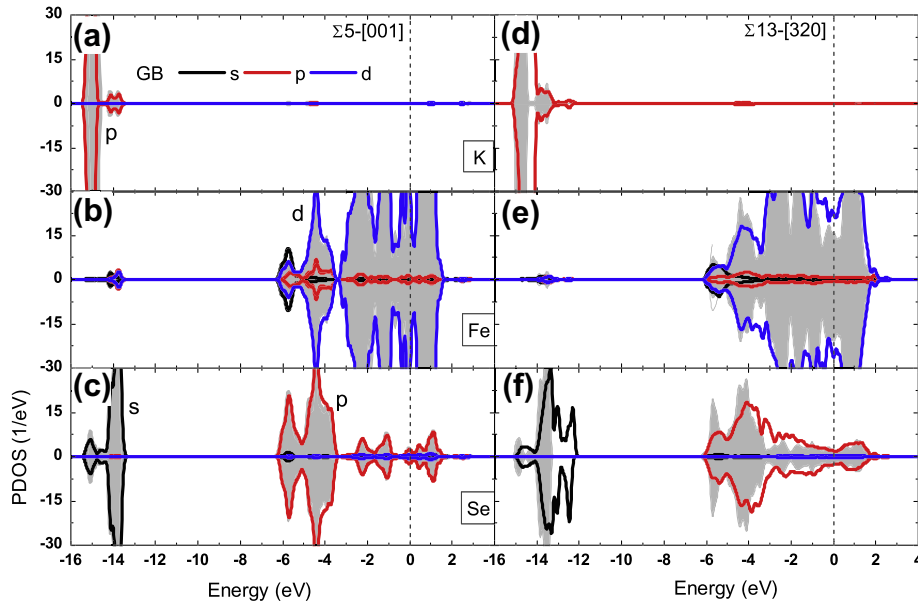 (a) Σ5-[001] (d) Σ13-[320]
GB s p d
30
15
0
-15
-30
p
K
(b) d (e)
15
0
-15
-30
Fe
(c) s p (f)
15
0
-15
-30
Se
PDOS (1/eV)
-16 -14 -12 -10 -8 -6 -4 -2 0 2 -14 -12 -10 -8 -6 -4 -2 0 2 4
Energy (eV) Energy (eV)